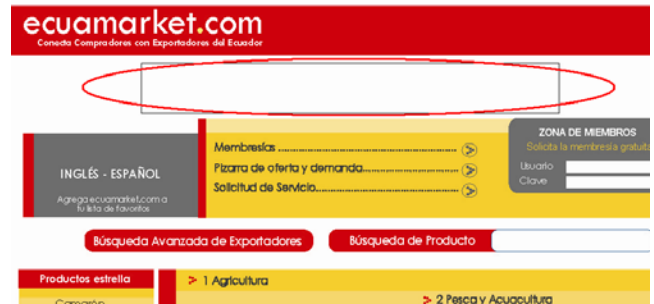 ecuamarket.com
Conecta Compradores con Exportadores del Ecuador
ZONA DE MIEMBROS
Solicita la membresía gratuita
Membresías
Pizarra de oferta y demanda
Solicitud de Servicio
Usuario
Clave
INGLÉS - ESPAÑOL
Agrega ecuamarket.com a
tu lista de favoritos
Búsqueda Avanzada de Exportadores
Búsqueda de Producto
Productos estrella
> 1 Agricultura
Camarón
> 2 Pesca y Acuacultura